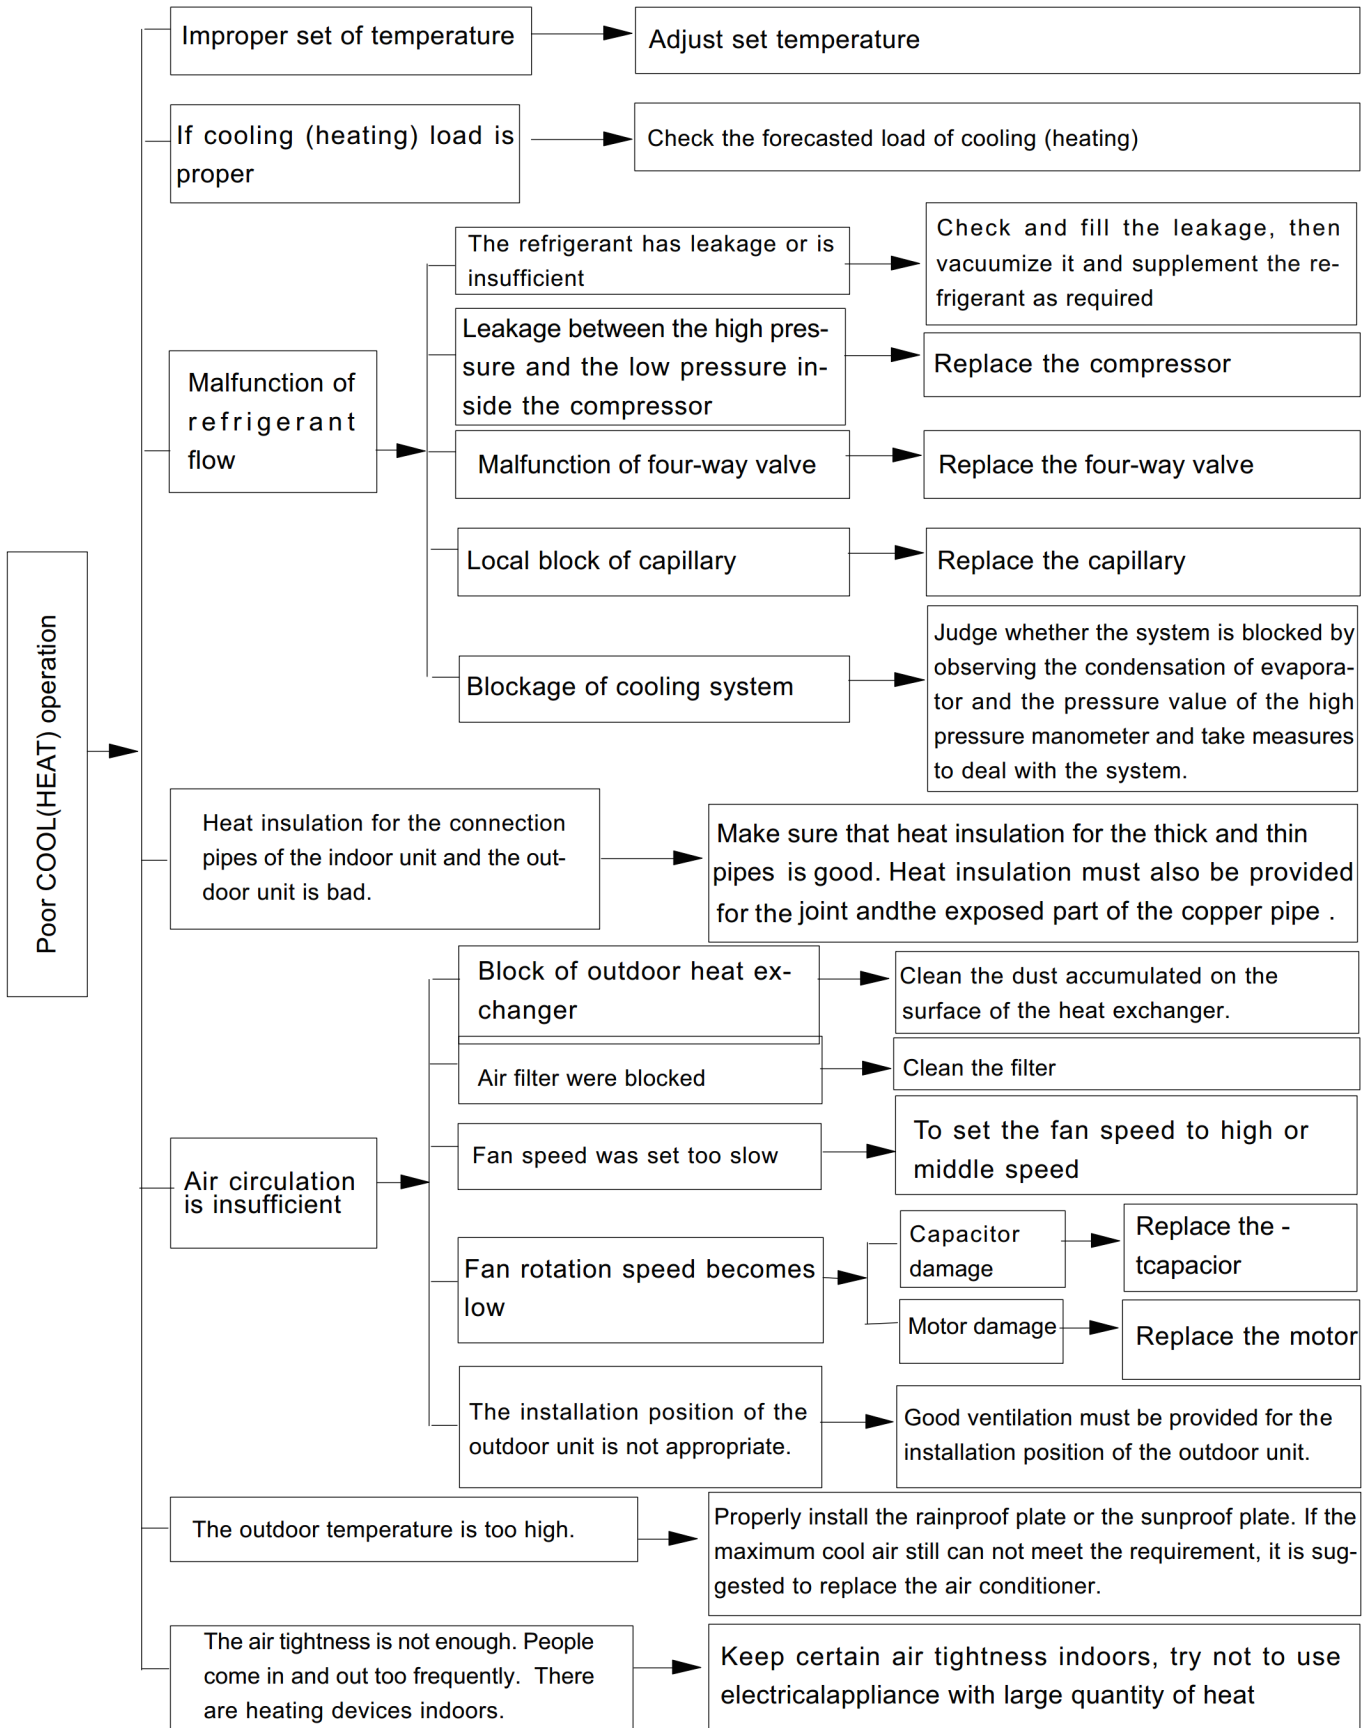 Improper set of temperature
Adjust set temperature
If cooling (heating) load is
proper
Check the forecasted load of cooling (heating)
Malfunction of
refrigerant
flow
The refrigerant has leakage or is
insufficient
Check and fill the leakage, then
vacuumize it and supplement the re-
frigerant as required
Leakage between the high pres-
sure and the low pressure in-
side the compressor
Replace the compressor
Malfunction of four-way valve
Replace the four-way valve
Local block of capillary
Replace the capillary
Blockage of cooling system
Judge whether the system is blocked by
observing the condensation of evapora-
tor and the pressure value of the high
pressure manometer and take measures
to deal with the system.
Poor COOL(HEAT) operation
Heat insulation for the connection
pipes of the indoor unit and the out-
door unit is bad.
Make sure that heat insulation for the thick and thin
pipes is good. Heat insulation must also be provided
for the joint andthe exposed part of the copper pipe .
Air circulation
is insufficient
Block of outdoor heat ex-
changer
Clean the dust accumulated on the
surface of the heat exchanger.
Air filter were blocked
Clean the filter
Fan speed was set too slow
To set the fan speed to high or
middle speed
Fan rotation speed becomes
low
Capacitor
damage
Replace the -
tcapacior
Motor damage
Replace the motor
The installation position of the
outdoor unit is not appropriate.
Good ventilation must be provided for the
installation position of the outdoor unit.
The outdoor temperature is too high.
Properly install the rainproof plate or the sunproof plate. If the
maximum cool air still can not meet the requirement, it is sug-
gested to replace the air conditioner.
The air tightness is not enough. People
come in and out too frequently. There
are heating devices indoors.
Keep certain air tightness indoors, try not to use
electricalappliance with large quantity of heat